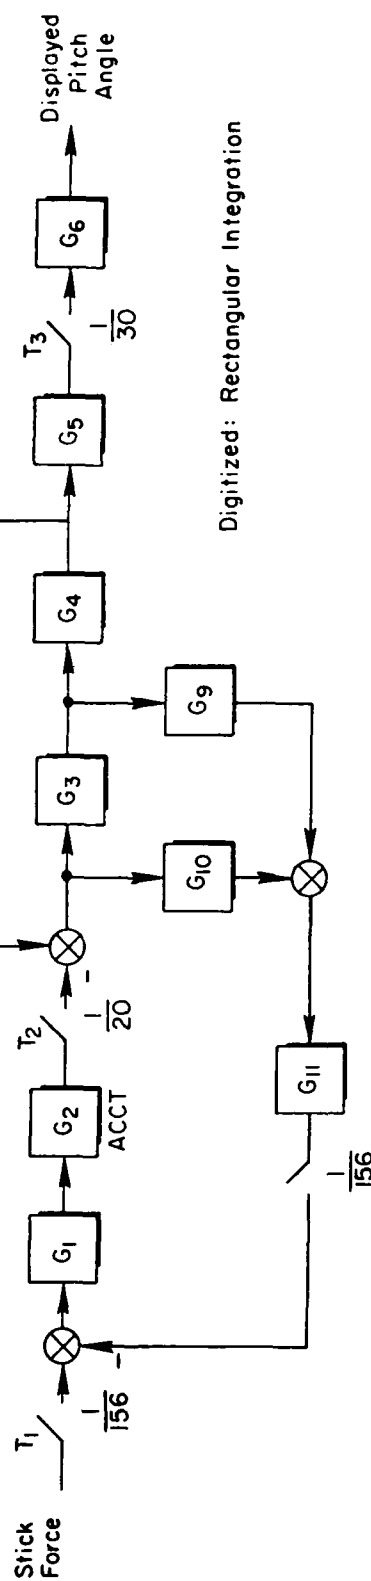 Stick
Force
T1
1/156
-
G1
G2
ACCT
T2
1/20
-
G3
G4
G5
T3
1/30
G6
Displayed
Pitch
Angle
G10
G9
G11
1/156
Digitized: Rectangular Integration